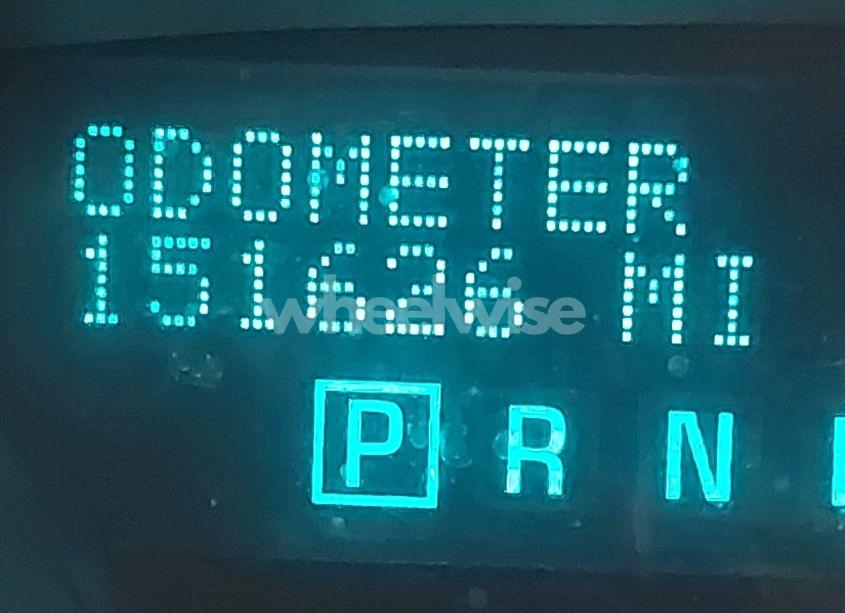 ODOMETER
151626 MI
wheelwise
P R N